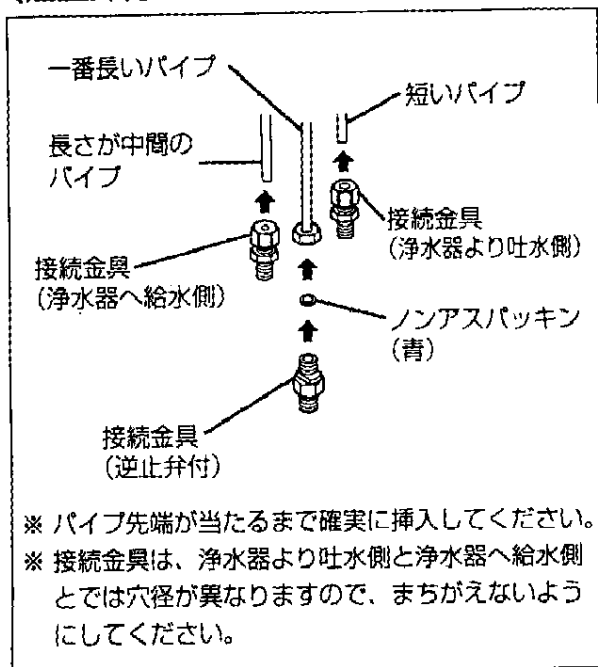 一番長いパイプ
短いパイプ
長さが中間の
パイプ
接続金具
(浄水器より吐水側)
接続金具
(浄水器へ給水側)
ノンアスパッキン
(青)
接続金具
(逆止弁付)
※ パイプ先端が当たるまで確実に挿入してください。
※ 接続金具は、浄水器より吐水側と浄水器へ給水側
とでは穴径が異なりますので、まちがえないよう
にしてください。